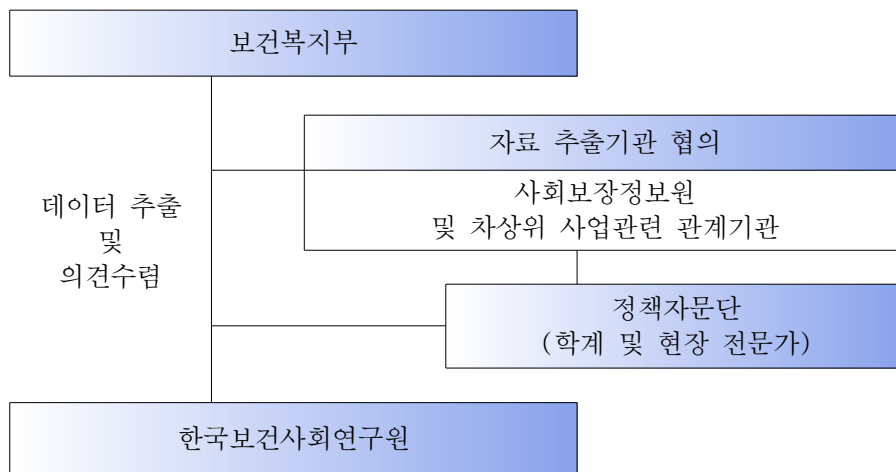 보건복지부
자료 추출기관 협의
사회보장정보원
및 차상위 사업관련 관계기관
데이터 추출
및
의견수렴
정책자문단
(학계 및 현장 전문가)
한국보건사회연구원